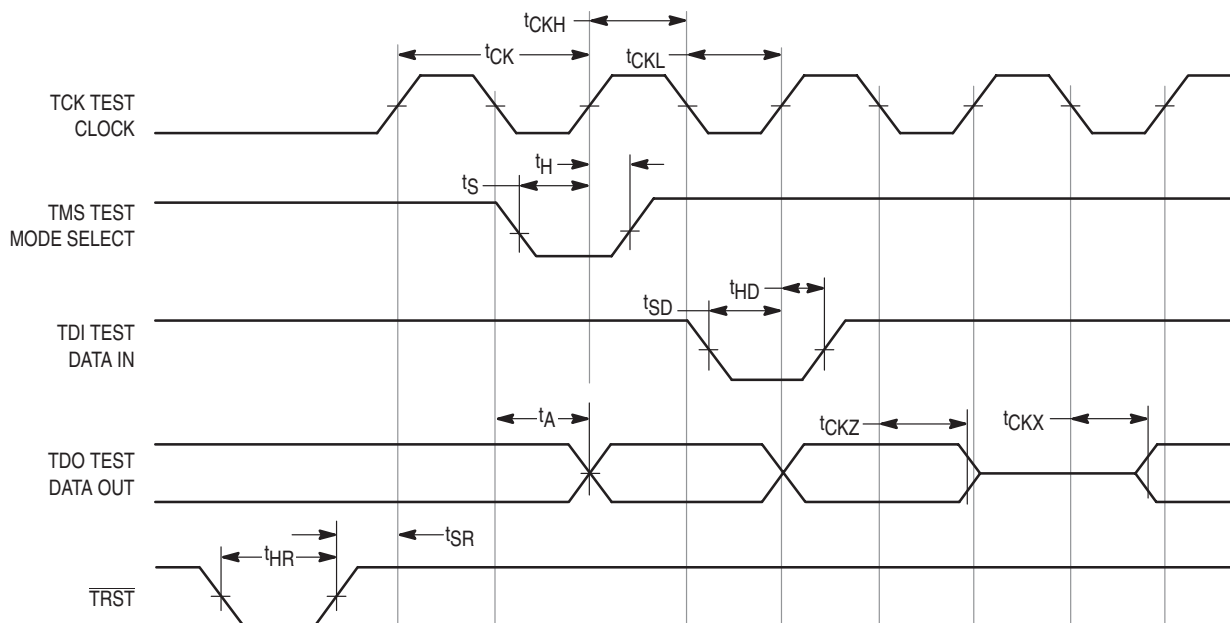 tCKH
tCK
tCKL
TCK TEST
CLOCK
tH
tS
TMS TEST
MODE SELECT
tHD
tSD
TDI TEST
DATA IN
tA
tCKZ
tCKX
TDO TEST
DATA OUT
tSR
tHR
T̅R̅S̅T̅